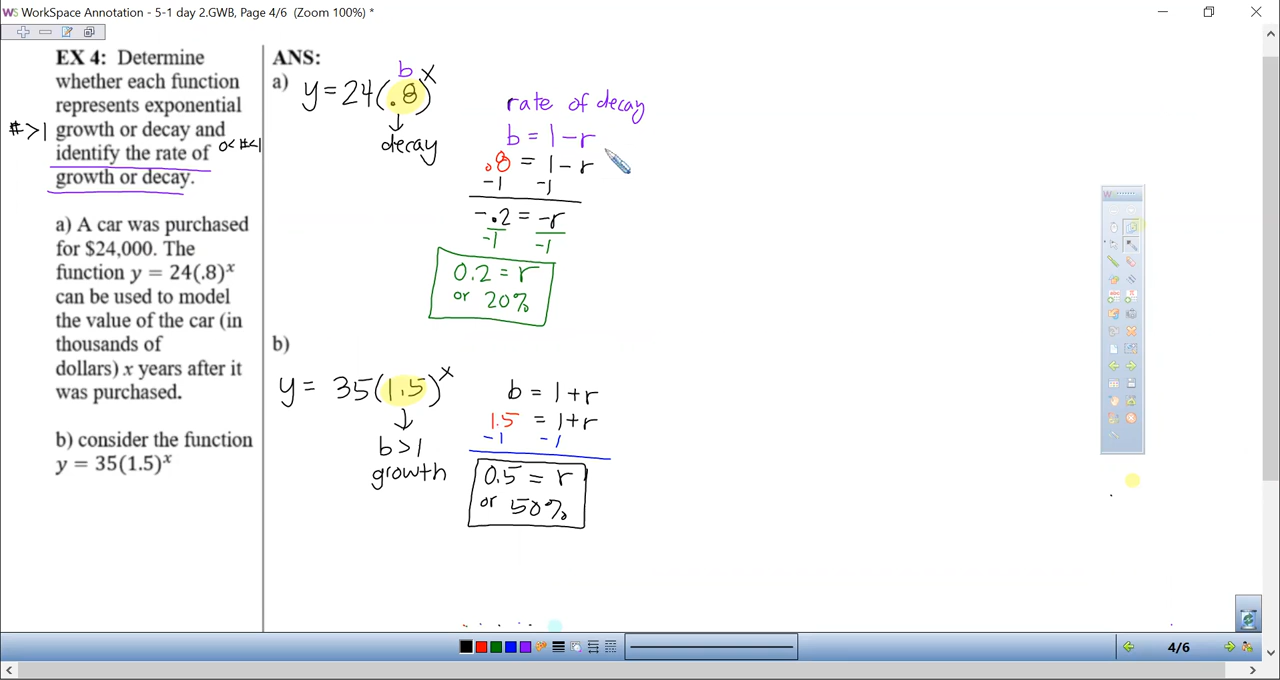 WorkSpace Annotation - 5-1 day 2.GWB, Page 4/6 (Zoom 100%) *
EX 4: Determine
whether each function
represents exponential
growth or decay and
identify the rate of
growth or decay.
#>1
0<#<1
a) A car was purchased
for $24,000. The
function y = 24(.8)ˣ
can be used to model
the value of the car (in
thousands of
dollars) x years after it
was purchased.
b) consider the function
y = 35(1.5)ˣ
ANS:
a)
b
y=24(.8)ˣ
decay
rate of decay
b = 1-r
.8 = 1-r
-1 -1
-.2 = -r
-1 -1
0.2 = r
or 20%
b)
y = 35(1.5)ˣ
b>1
growth
b = 1+r
1.5 = 1+r
-1 -1
0.5 = r
or 50%
4/6